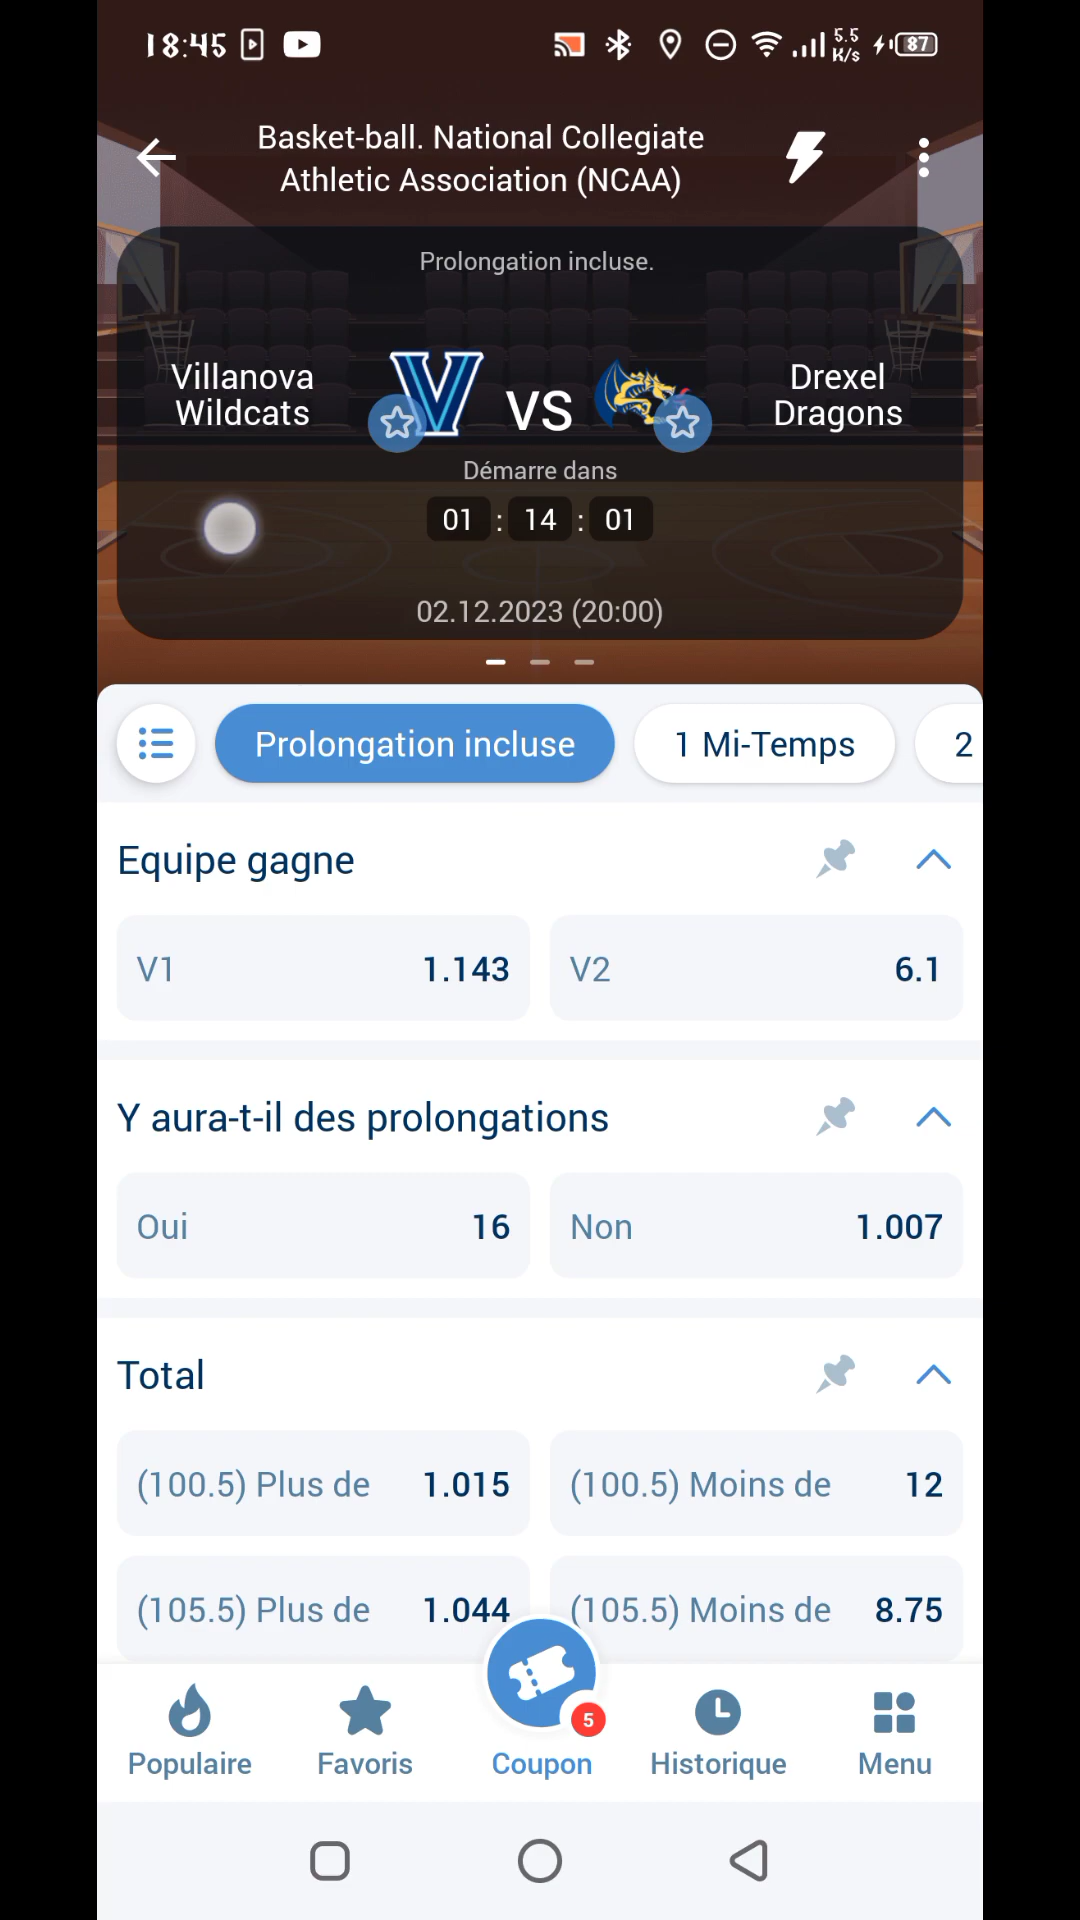 18:45
5.5
K/s
87
Basket-ball. National Collegiate
Athletic Association (NCAA)
Prolongation incluse.
Villanova
Wildcats
V
VS
Drexel
Dragons
Démarre dans
01 : 14 : 01
02.12.2023 (20:00)
Prolongation incluse
1 Mi-Temps
2
Equipe gagne
V1 1.143
V2 6.1
Y aura-t-il des prolongations
Oui 16
Non 1.007
Total
(100.5) Plus de 1.015
(100.5) Moins de 12
(105.5) Plus de 1.044
(105.5) Moins de 8.75
5
Populaire
Favoris
Coupon
Historique
Menu